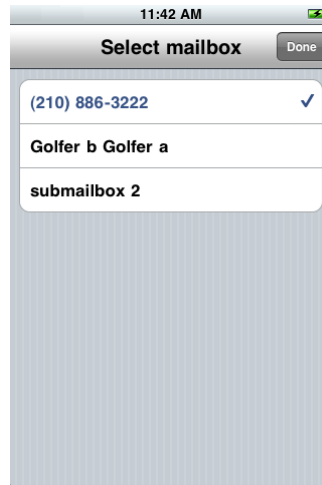 11:42 AM
Select mailbox
Done
(210) 886-3222
Golfer b Golfer a
submailbox 2